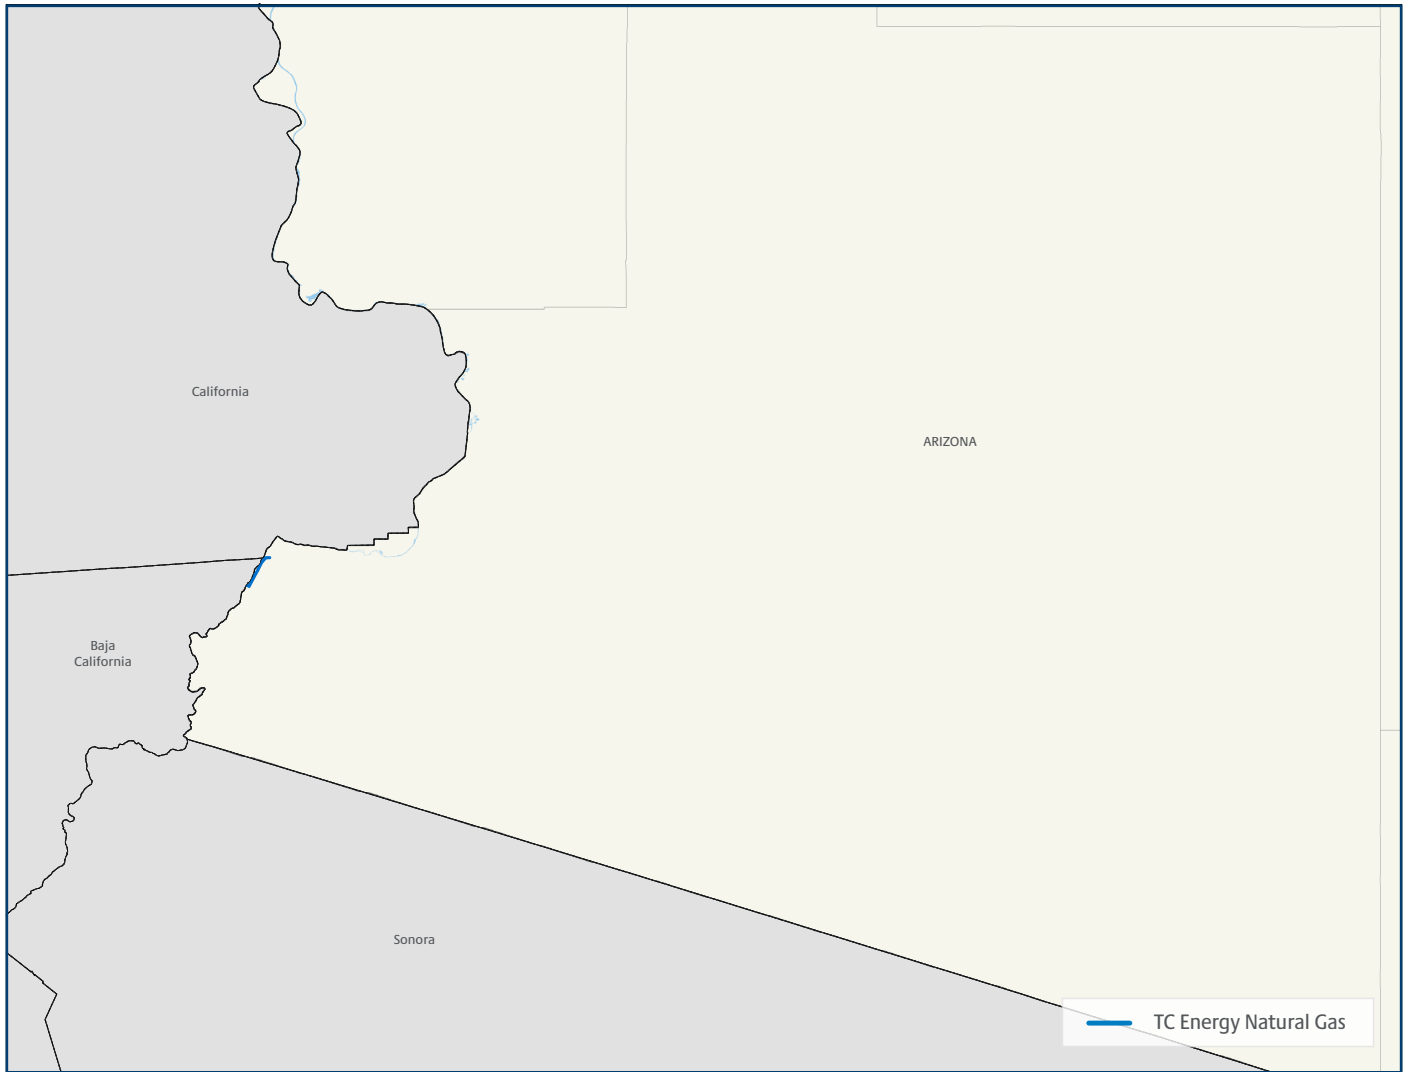 California
ARIZONA
Baja
California
Sonora
TC Energy Natural Gas